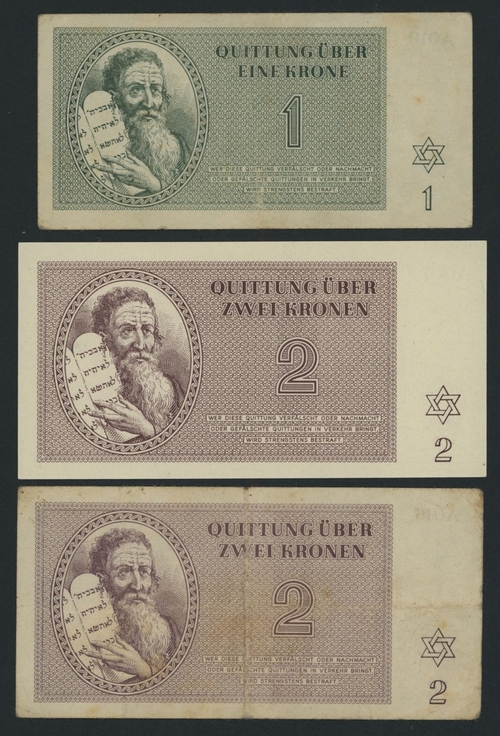 QUITTUNG ÜBER
EINE KRONE
1
WER DIESE QUITTUNG VERFÄLSCHT ODER NACHMACHT
ODER GEFÄLSCHTE QUITTUNGEN IN VERKEHR BRINGT,
WIRD STRENGSTENS BESTRAFT.
1
QUITTUNG ÜBER
ZWEI KRONEN
2
WER DIESE QUITTUNG VERFÄLSCHT ODER NACHMACHT
ODER GEFÄLSCHTE QUITTUNGEN IN VERKEHR BRINGT,
WIRD STRENGSTENS BESTRAFT.
2
QUITTUNG ÜBER
ZWEI KRONEN
2
WER DIESE QUITTUNG VERFÄLSCHT ODER NACHMACHT
ODER GEFÄLSCHTE QUITTUNGEN IN VERKEHR BRINGT,
WIRD STRENGSTENS BESTRAFT.
2